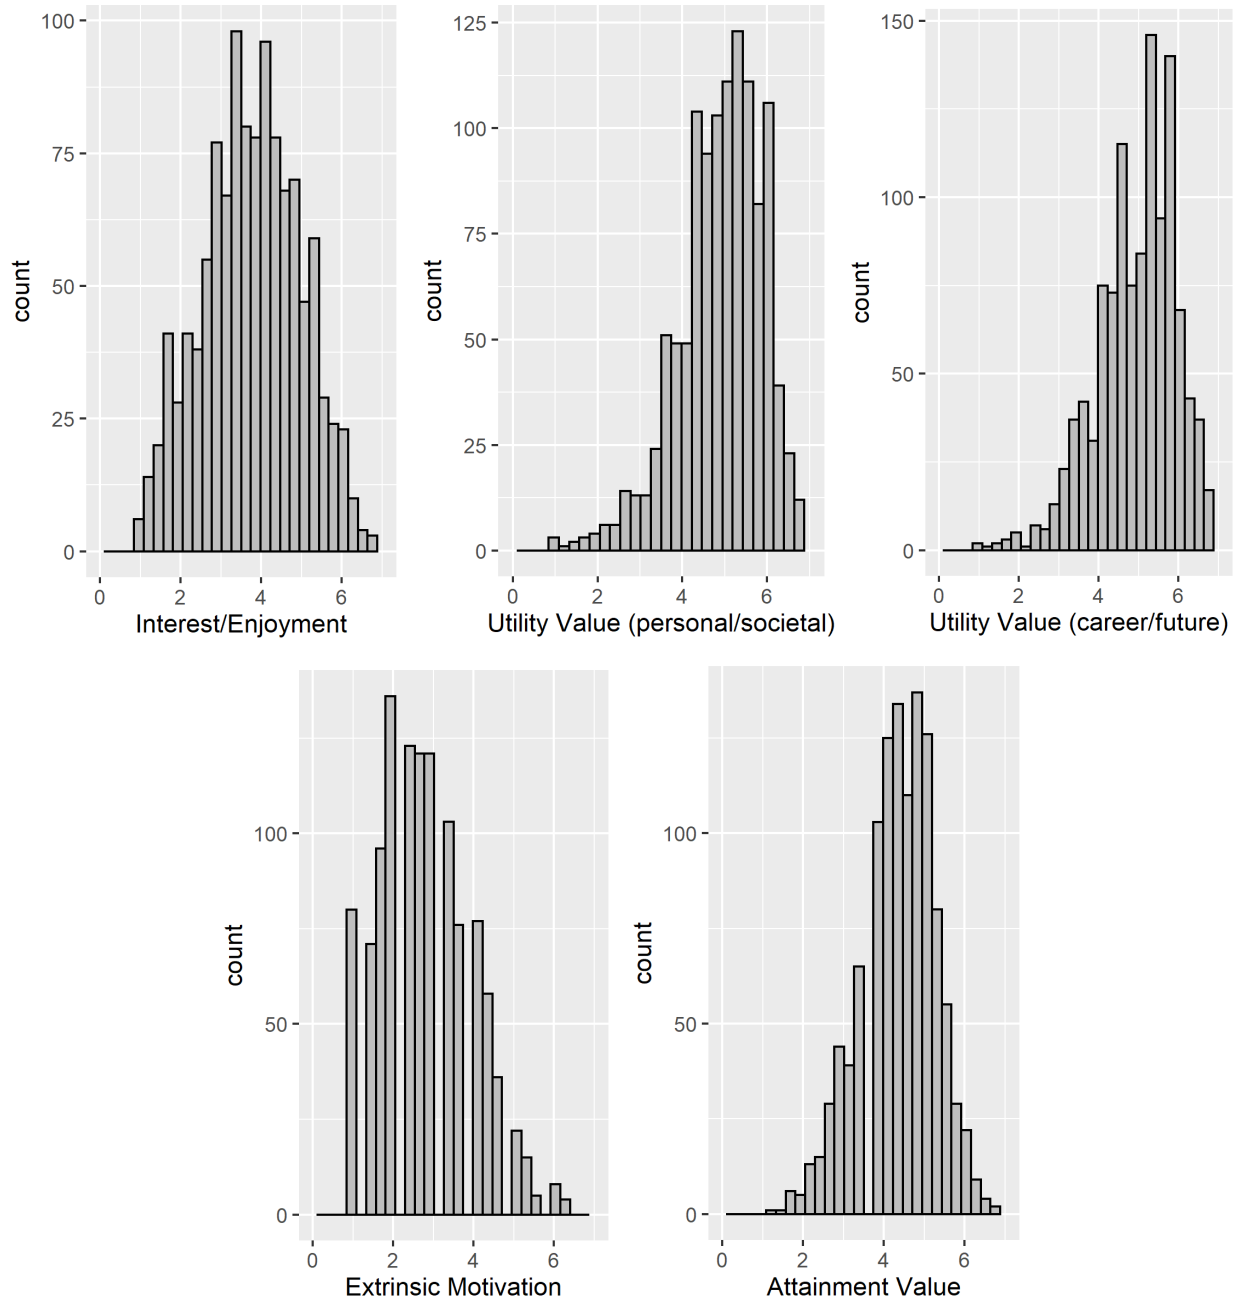 100
75
50
25
0
count
0 2 4 6
Interest/Enjoyment
125
100
75
50
25
0
count
0 2 4 6
Utility Value (personal/societal)
150
100
50
0
count
0 2 4 6
Utility Value (career/future)
100
50
0
count
0 2 4 6
Extrinsic Motivation
100
50
0
count
0 2 4 6
Attainment Value